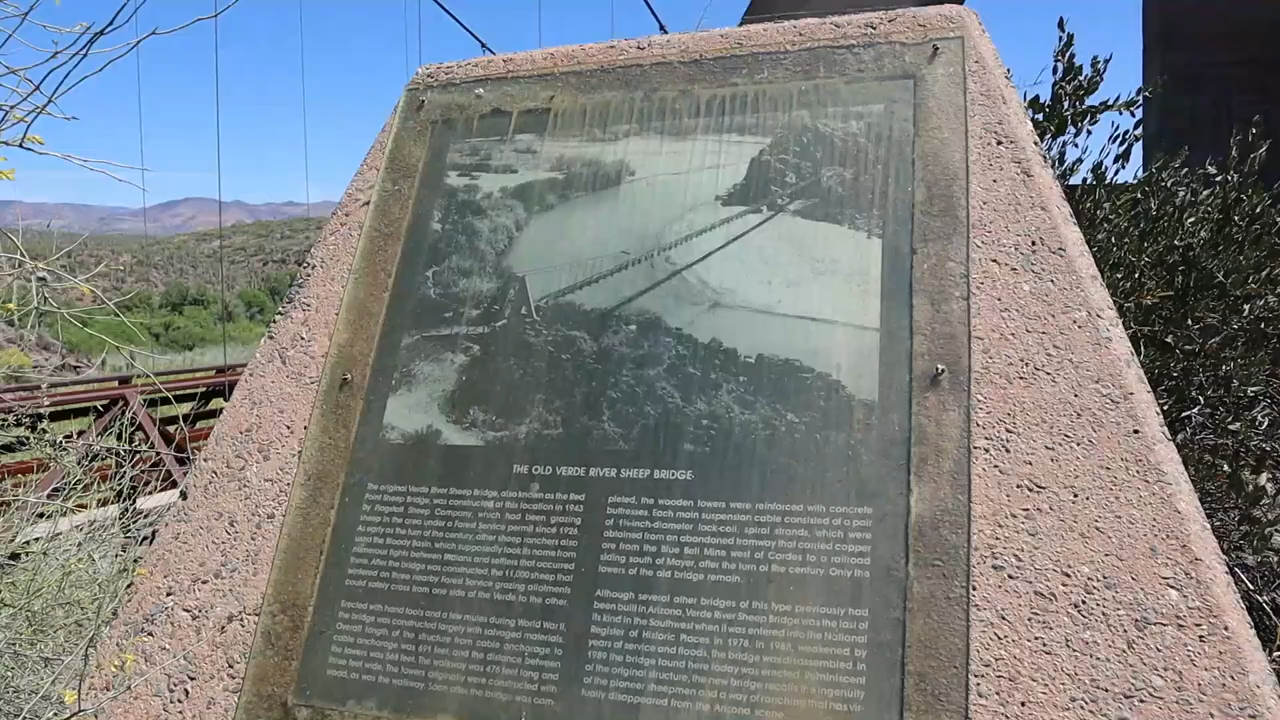 THE OLD VERDE RIVER SHEEP BRIDGE
The original Verde River Sheep Bridge, also known as the Red
Point Sheep Bridge, was constructed at this location in 1943
by Flagstaff Sheep Company, which had been grazing
sheep in the area under a Forest Service permit since 1926.
As early as the turn of the century, other sheep ranchers also
used the Bloody Basin, which supposedly took its name from
numerous fights between Indians and settlers that occurred
there. After the bridge was constructed, the 11,000 sheep that
wintered on three nearby Forest Service grazing allotments
could safely cross from one side of the Verde to the other.
Erected with hand tools and a few mules during World War II,
the bridge was constructed largely with salvaged materials.
Overall length of the structure from cable anchorage to
cable anchorage was 691 feet, and the distance between
the towers was 568 feet. The walkway was 476 feet long and
three feet wide. The towers originally were constructed with
wood, as was the walkway. Soon after the bridge was com-
pleted, the wooden towers were reinforced with concrete
buttresses. Each main suspension cable consisted of a pair
of inch-diameter lock-coil, spiral strands, which were
obtained from an abandoned tramway that carried copper
ore from the Blue Bell Mine west of Cordes to a railroad
siding south of Mayer, after the turn of the century. Only the
towers of the old bridge remain.
Although several other bridges of this type previously had
been built in Arizona, Verde River Sheep Bridge was the last of
its kind in the Southwest when it was entered into the National
Register of Historic Places in 1978. In 1988, weakened by
years of service and floods, the bridge was disassembled. In
1989 the bridge found here today was erected. Reminiscent
of the original structure, the new bridge recalls the ingenuity
of the pioneer sheepmen and a way of ranching that has vir-
tually disappeared from the Arizona scene.